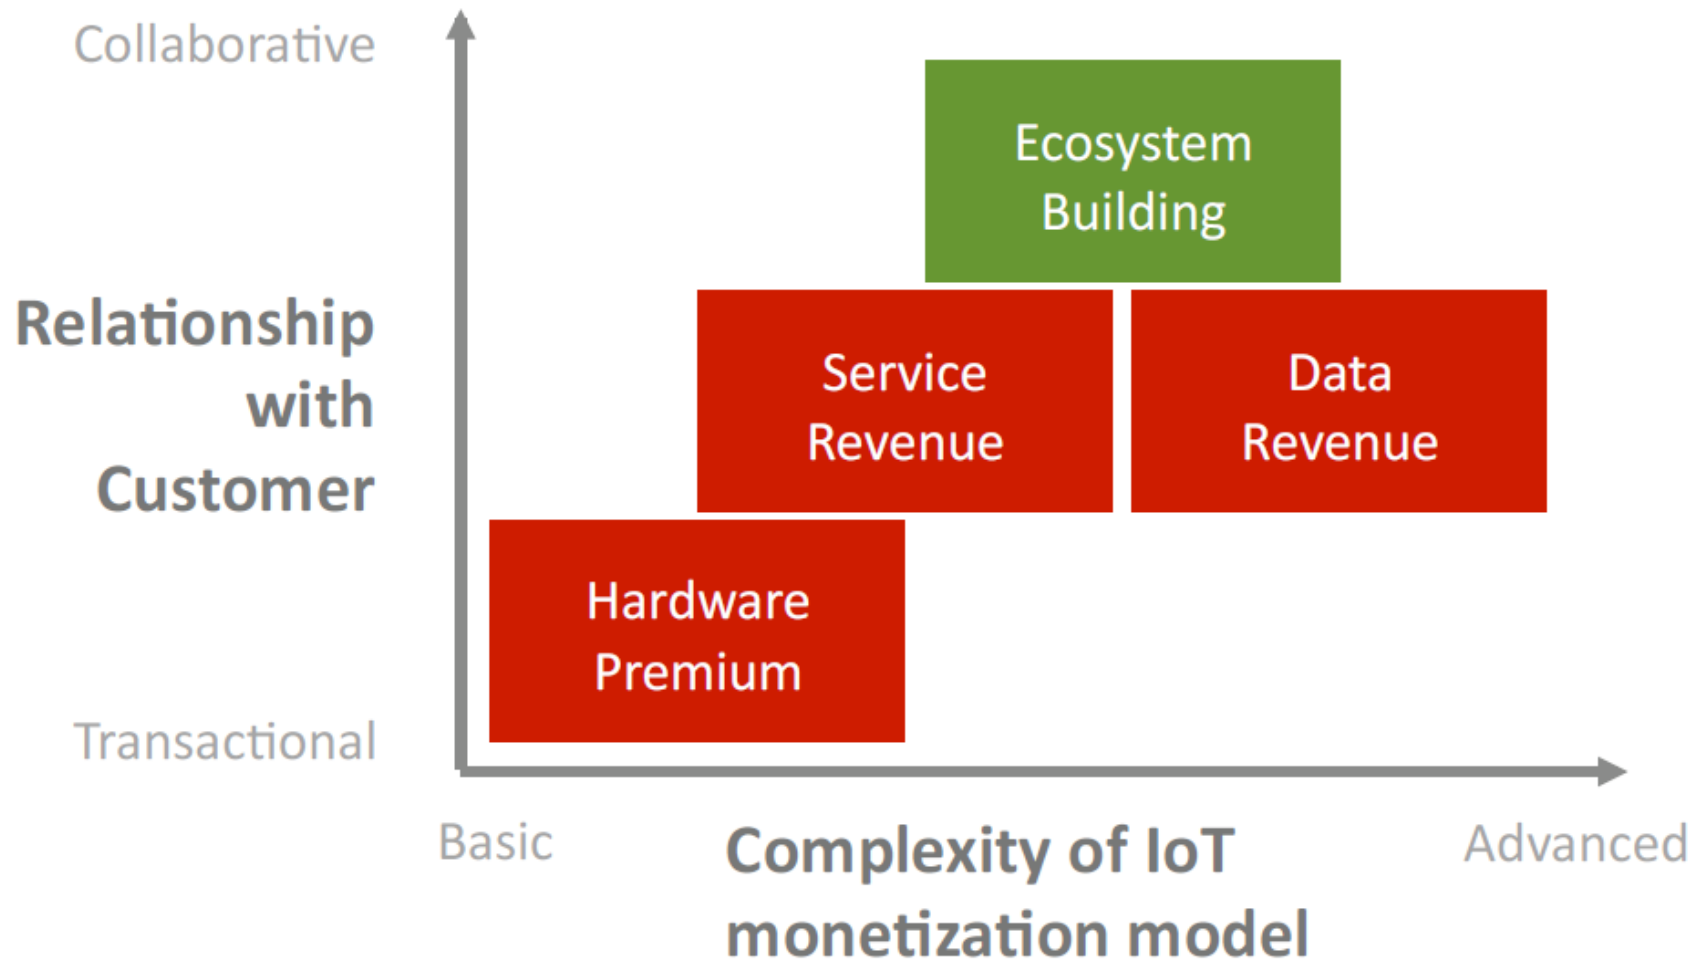 Collaborative
Ecosystem
Building
Relationship
with
Customer
Service
Revenue
Data
Revenue
Hardware
Premium
Transactional
Basic
Complexity of IoT
monetization model
Advanced